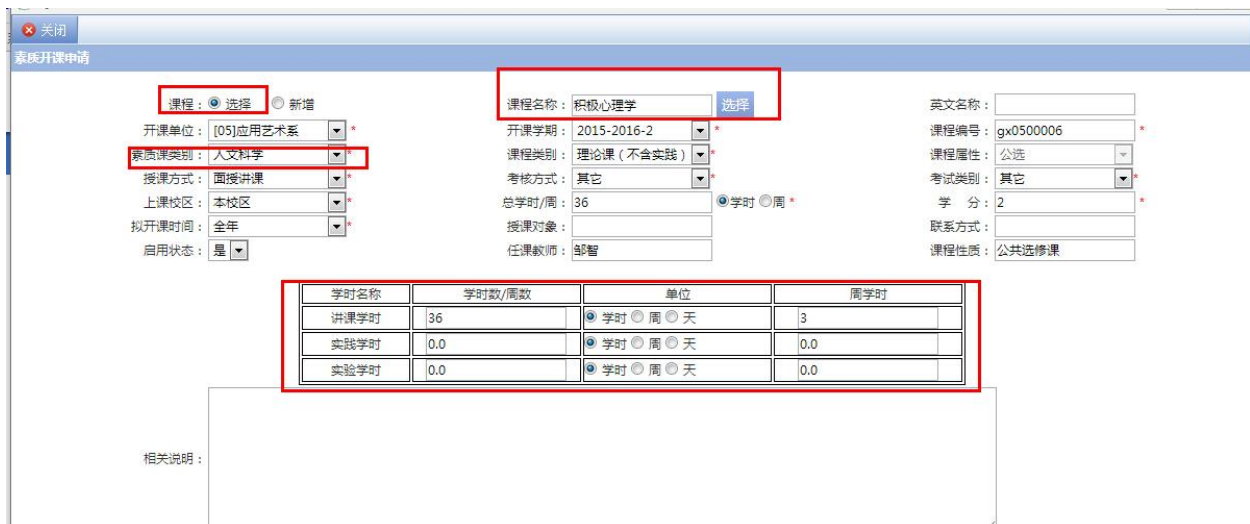 关闭
素质开课申请
课程： 选择 新增 课程名称： 积极心理学 选择 英文名称：
开课单位： [05]应用艺术系 * 开课学期： 2015-2016-2 * 课程编号： gx0500006 *
素质课类别： 人文科学 * 课程类别： 理论课（不含实践） * 课程属性： 公选
授课方式： 面授讲课 * 考核方式： 其它 * 考试类别： 其它 *
上课校区： 本校区 * 总学时/周： 36 学时 周 * 学 分： 2 *
拟开课时间： 全年 * 授课对象： 联系方式：
启用状态： 是 任课教师： 邹智 课程性质： 公共选修课
学时名称 学时数/周数 单位 周学时
讲课学时 36 学时 周 天 3
实践学时 0.0 学时 周 天 0.0
实验学时 0.0 学时 周 天 0.0
相关说明：